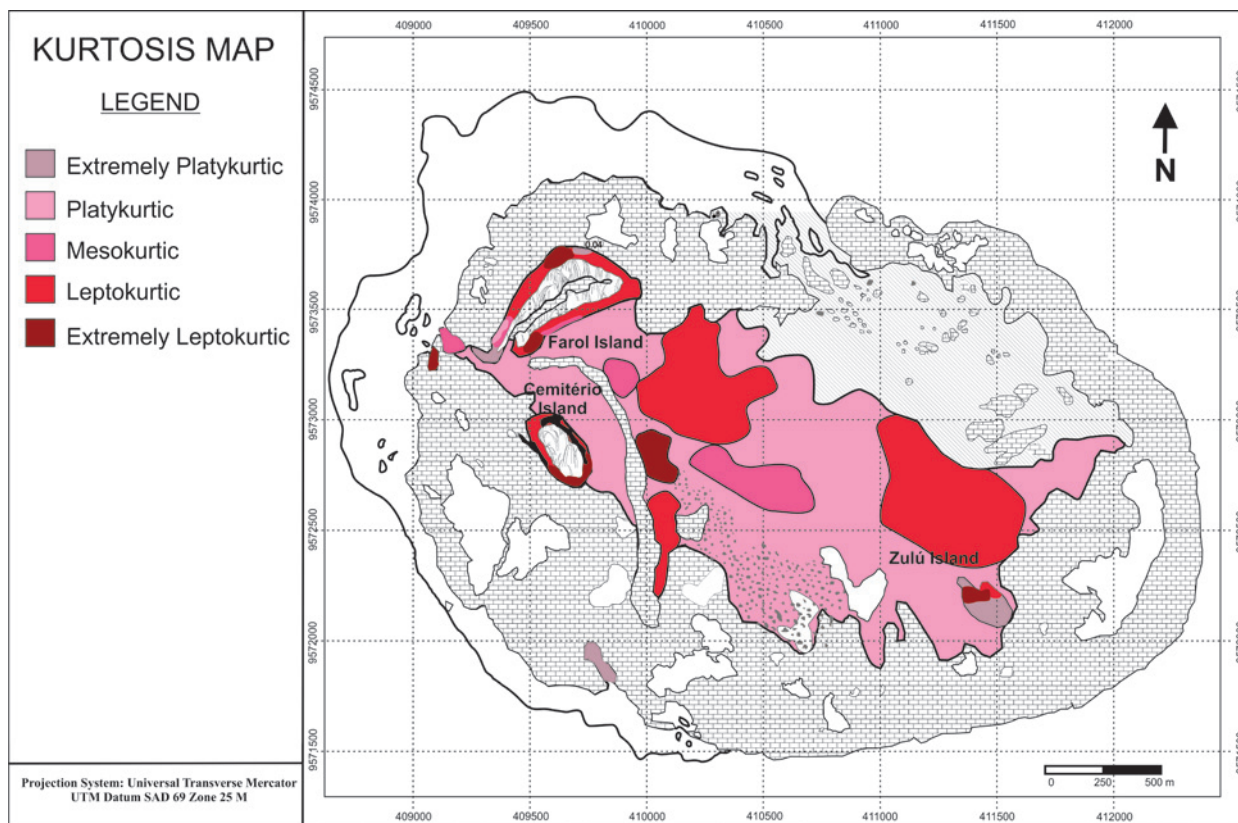 KURTOSIS MAP
LEGEND
Extremely Platykurtic
Platykurtic
Mesokurtic
Leptokurtic
Extremely Leptokurtic
Projection System: Universal Transverse Mercator
UTM Datum SAD 69 Zone 25 M
409000 409500 410000 410500 411000 411500 412000
9574500
9574000
9573500
9573000
9572500
9572000
9571500
N
0.04
Farol Island
Cemitério
Island
Zulú Island
0 250 500 m
409000 409500 410000 410500 411000 411500 412000